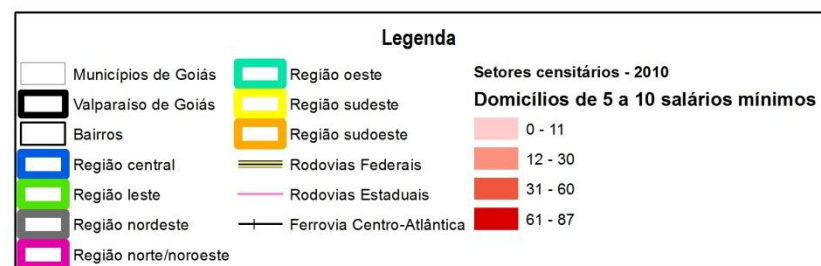 Legenda
Municípios de Goiás
Valparaíso de Goiás
Bairros
Região central
Região leste
Região nordeste
Região norte/noroeste
Região oeste
Região sudeste
Região sudoeste
Rodovias Federais
Rodovias Estaduais
Ferrovia Centro-Atlântica
Setores censitários - 2010
Domicílios de 5 a 10 salários mínimos
0 - 11
12 - 30
31 - 60
61 - 87